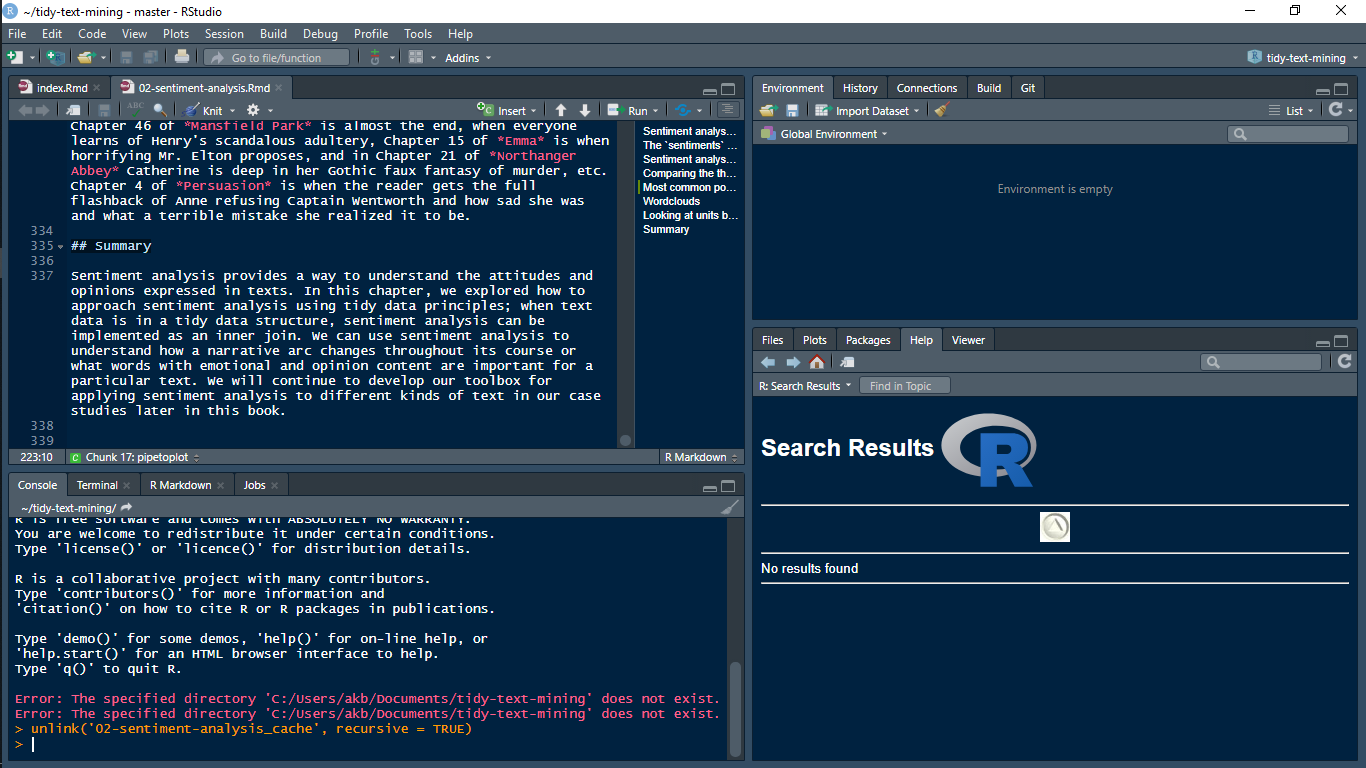 ~/tidy-text-mining - master - RStudio
File Edit Code View Plots Session Build Debug Profile Tools Help
Go to file/function Addins tidy-text-mining
index.Rmd 02-sentiment-analysis.Rmd
ABC Knit Insert Run
Chapter 46 of *Mansfield Park* is almost the end, when everyone
learns of Henry's scandalous adultery, Chapter 15 of *Emma* is when
horrifying Mr. Elton proposes, and in Chapter 21 of *Northanger
Abbey* Catherine is deep in her Gothic faux fantasy of murder, etc.
Chapter 4 of *Persuasion* is when the reader gets the full
flashback of Anne refusing Captain Wentworth and how sad she was
and what a terrible mistake she realized it to be.
334
335 ## Summary
336
337 Sentiment analysis provides a way to understand the attitudes and
opinions expressed in texts. In this chapter, we explored how to
approach sentiment analysis using tidy data principles; when text
data is in a tidy data structure, sentiment analysis can be
implemented as an inner join. We can use sentiment analysis to
understand how a narrative arc changes throughout its course or
what words with emotional and opinion content are important for a
particular text. We will continue to develop our toolbox for
applying sentiment analysis to different kinds of text in our case
studies later in this book.
338
339
Sentiment analys...
The `sentiments` ...
Sentiment analys...
Comparing the th...
Most common po...
Wordclouds
Looking at units b...
Summary
223:10 C Chunk 17: pipetoplot R Markdown
Console Terminal R Markdown Jobs
~/tidy-text-mining/
R is free software and comes with ABSOLUTELY NO WARRANTY.
You are welcome to redistribute it under certain conditions.
Type 'license()' or 'licence()' for distribution details.
R is a collaborative project with many contributors.
Type 'contributors()' for more information and
'citation()' on how to cite R or R packages in publications.
Type 'demo()' for some demos, 'help()' for on-line help, or
'help.start()' for an HTML browser interface to help.
Type 'q()' to quit R.
Error: The specified directory 'C:/Users/akb/Documents/tidy-text-mining' does not exist.
Error: The specified directory 'C:/Users/akb/Documents/tidy-text-mining' does not exist.
> unlink('02-sentiment-analysis_cache', recursive = TRUE)
>
Environment History Connections Build Git
Import Dataset List
Global Environment
Environment is empty
Files Plots Packages Help Viewer
R: Search Results Find in Topic
Search Results R
No results found